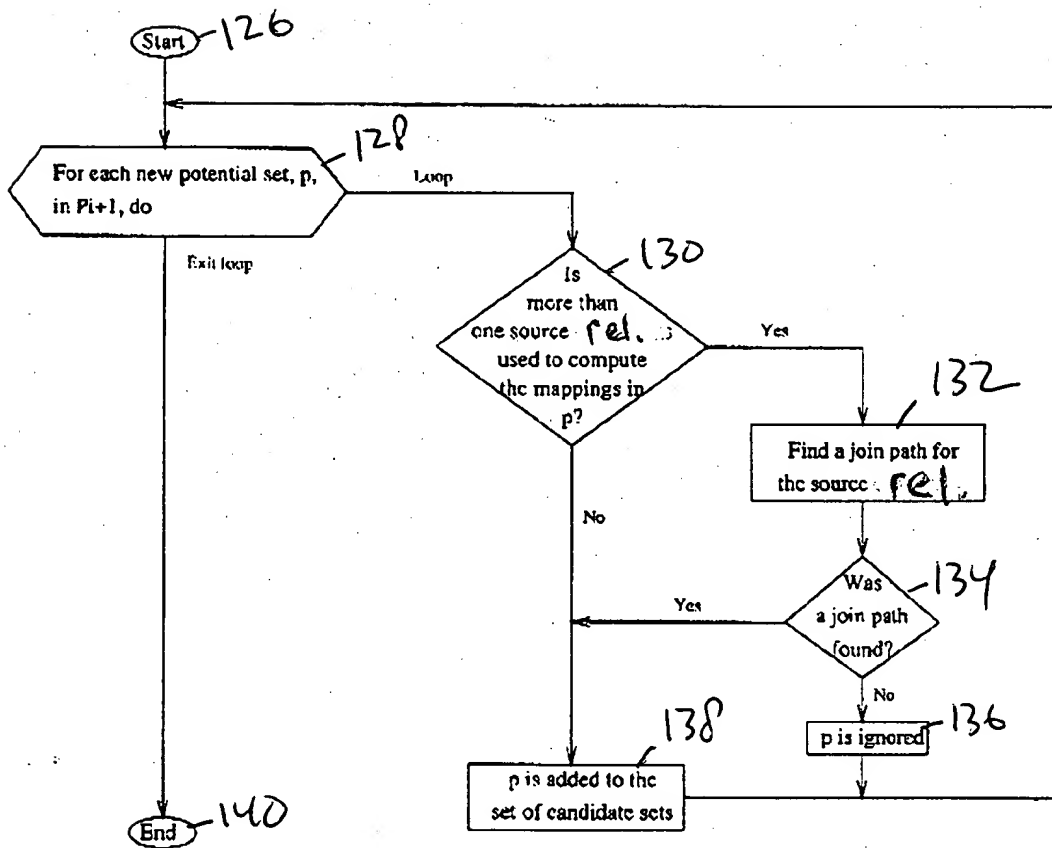 Start
126
For each new potential set, p,
in Pi+1, do
128
Loop
Exit loop
Is
more than
one source rel.
used to compute
the mappings in
p?
130
Yes
132
Find a join path for
the source rel.
No
Was
a join path
found?
134
Yes
No
136
p is ignored
138
p is added to the
set of candidate sets
End
140